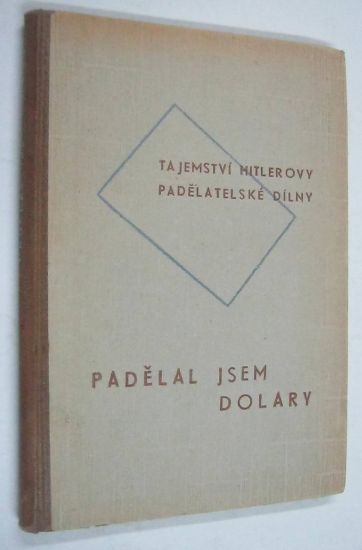 TAJEMSTVÍ HITLEROVY
PADĚLATELSKÉ DÍLNY
PADĚLAL JSEM
DOLARY